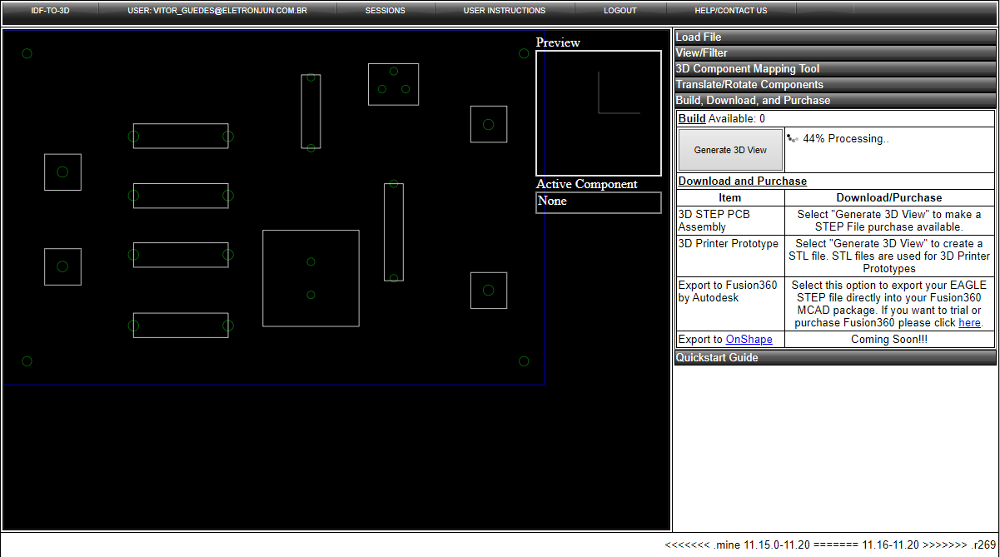 IDF-TO-3D
USER: VITOR_GUEDES@ELETRONJUN.COM.BR
SESSIONS
USER INSTRUCTIONS
LOGOUT
HELP/CONTACT US
Preview
Active Component
None
Load File
View/Filter
3D Component Mapping Tool
Translate/Rotate Components
Build, Download, and Purchase
Build Available: 0
Generate 3D View
44% Processing..
Download and Purchase
Item
Download/Purchase
3D STEP PCB
Assembly
Select "Generate 3D View" to make a
STEP File purchase available.
3D Printer Prototype
Select "Generate 3D View" to create a
STL file. STL files are used for 3D Printer
Prototypes
Export to Fusion360
by Autodesk
Select this option to export your EAGLE
STEP file directly into your Fusion360
MCAD package. If you want to trial or
purchase Fusion360 please click here.
Export to OnShape
Coming Soon!!!
Quickstart Guide
<<<<<<< .mine 11.15.0-11.20 ======= 11.16-11.20 >>>>>>> .r269